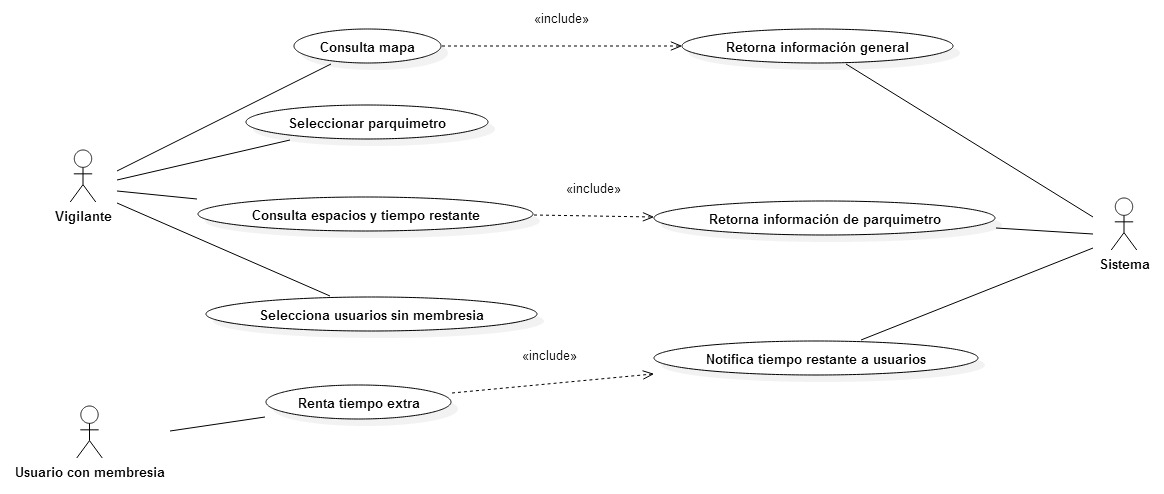 «include»
Consulta mapa
Retorna información general
Seleccionar parquimetro
«include»
Vigilante
Consulta espacios y tiempo restante
Retorna información de parquimetro
Sistema
Selecciona usuarios sin membresia
«include»
Notifica tiempo restante a usuarios
Renta tiempo extra
Usuario con membresia